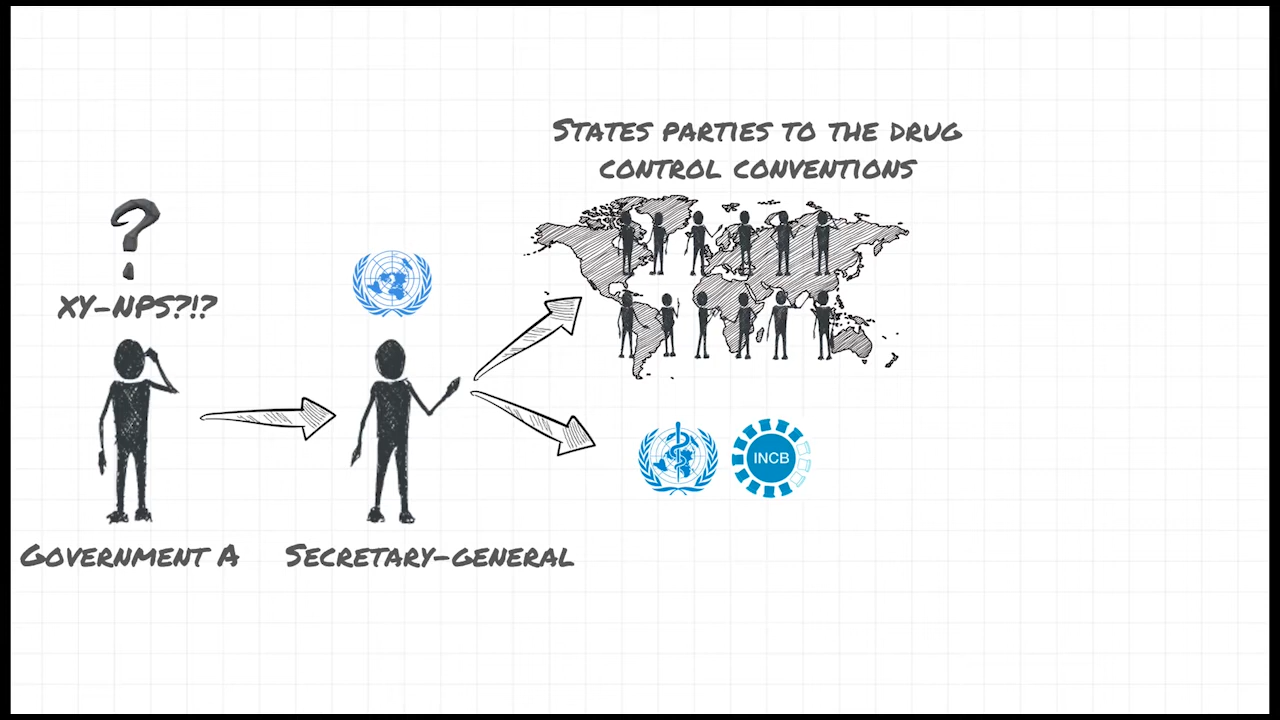 STATES PARTIES TO THE DRUG
CONTROL CONVENTIONS
XY-NPS?!?
INCB
GOVERNMENT A
SECRETARY-GENERAL